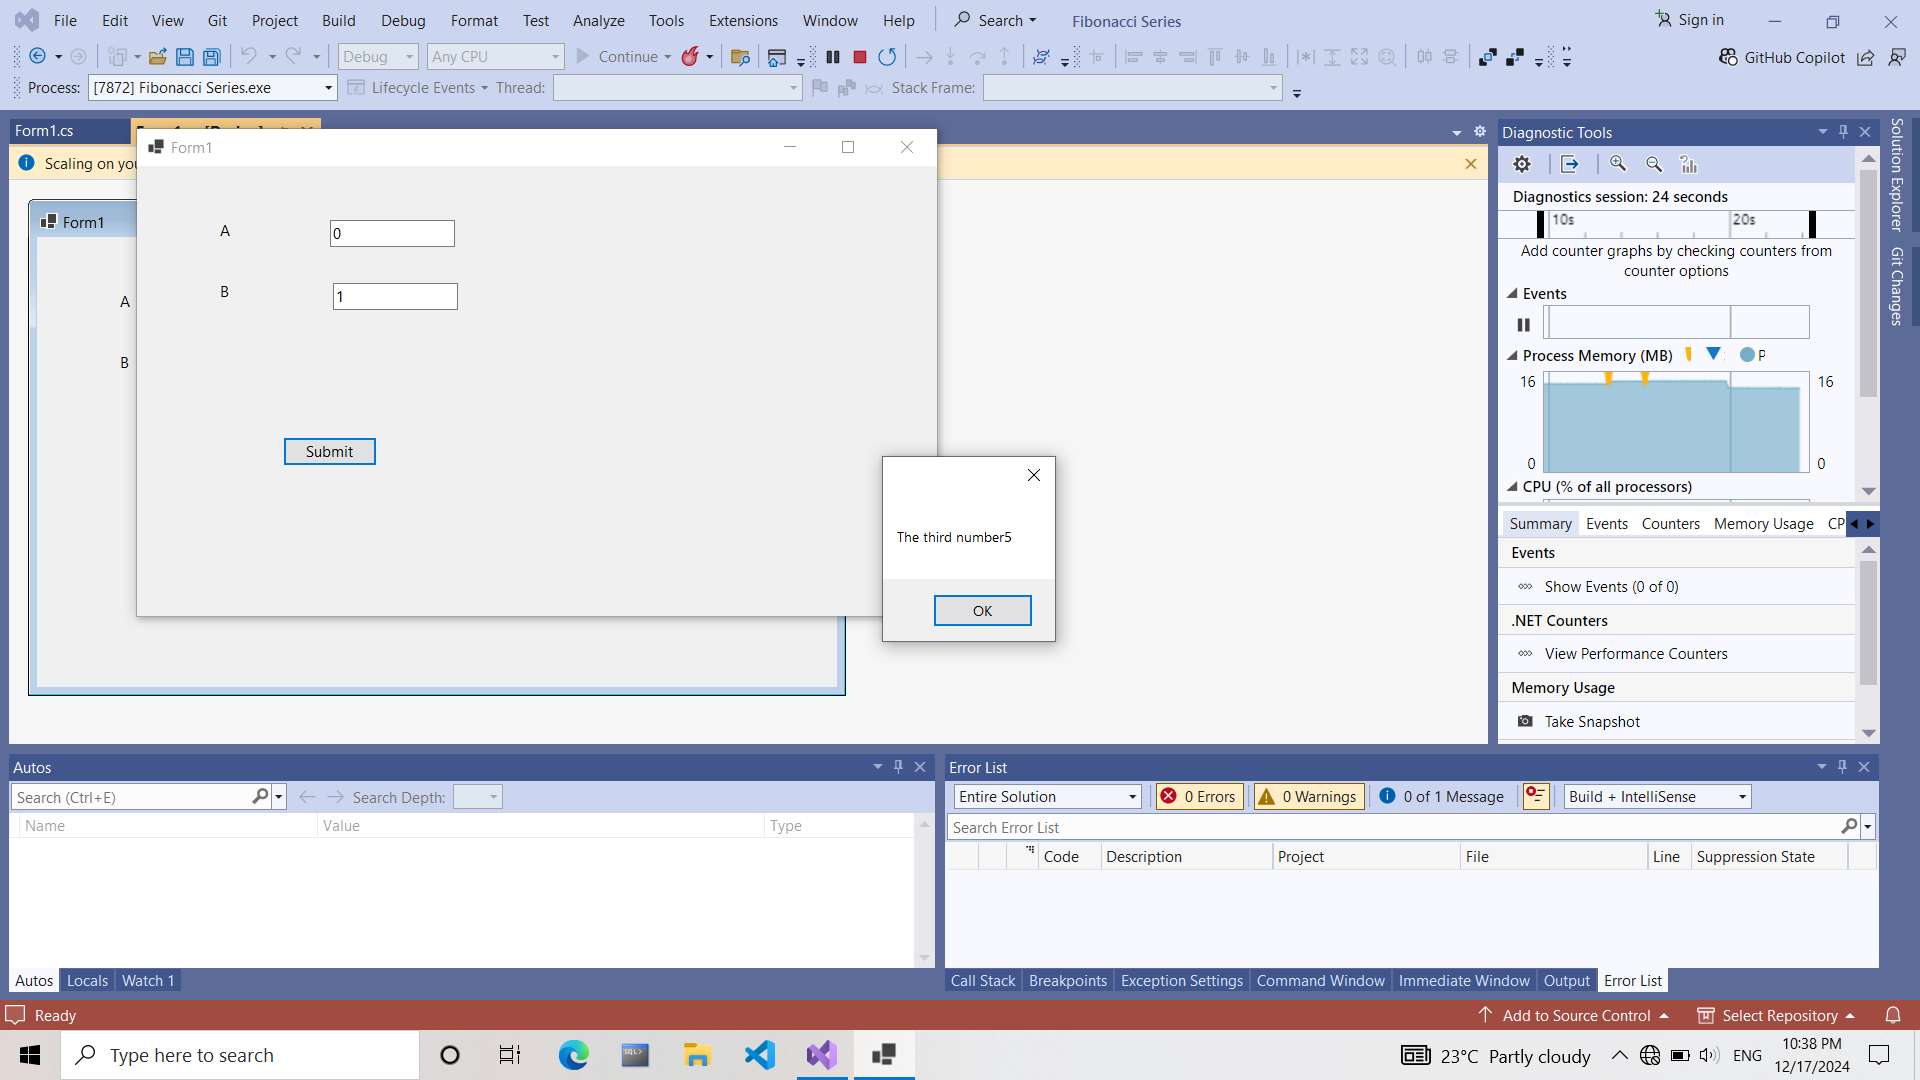 File Edit View Git Project Build Debug Format Test Analyze Tools Extensions Window Help Search Fibonacci Series Sign in
Debug Any CPU Continue GitHub Copilot
Process: [7872] Fibonacci Series.exe Lifecycle Events Thread: Stack Frame:
Form1.cs
Scaling on you
Form1
A
B
Form1
A 0
B 1
Submit
The third number5
OK
Diagnostic Tools
Diagnostics session: 24 seconds
10s 20s
Add counter graphs by checking counters from
counter options
Events
Process Memory (MB) P
16 16
0 0
CPU (% of all processors)
Summary Events Counters Memory Usage CP
Events
Show Events (0 of 0)
.NET Counters
View Performance Counters
Memory Usage
Take Snapshot
Solution Explorer
Git Changes
Autos
Search (Ctrl+E) Search Depth:
Name Value Type
Autos Locals Watch 1
Error List
Entire Solution 0 Errors 0 Warnings 0 of 1 Message Build + IntelliSense
Search Error List
Code Description Project File Line Suppression State
Call Stack Breakpoints Exception Settings Command Window Immediate Window Output Error List
Ready Add to Source Control Select Repository
Type here to search SQL> 23°C Partly cloudy ENG
10:38 PM
12/17/2024